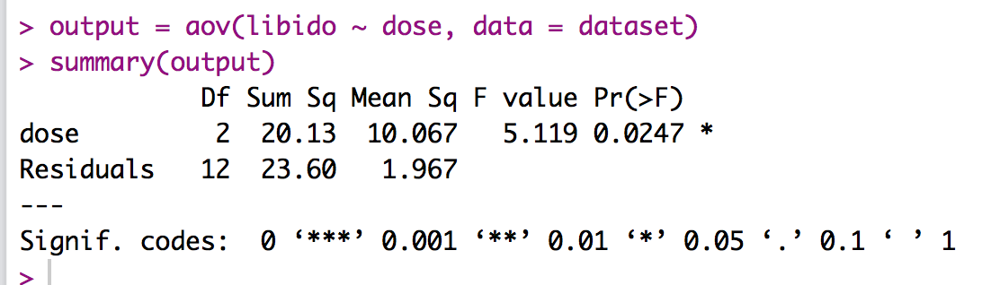 > output = aov(libido ~ dose, data = dataset)
> summary(output)
            Df Sum Sq Mean Sq F value Pr(>F)
dose         2  20.13  10.067   5.119 0.0247 *
Residuals   12  23.60   1.967
---
Signif. codes:  0 ‘***’ 0.001 ‘**’ 0.01 ‘*’ 0.05 ‘.’ 0.1 ‘ ’ 1
>